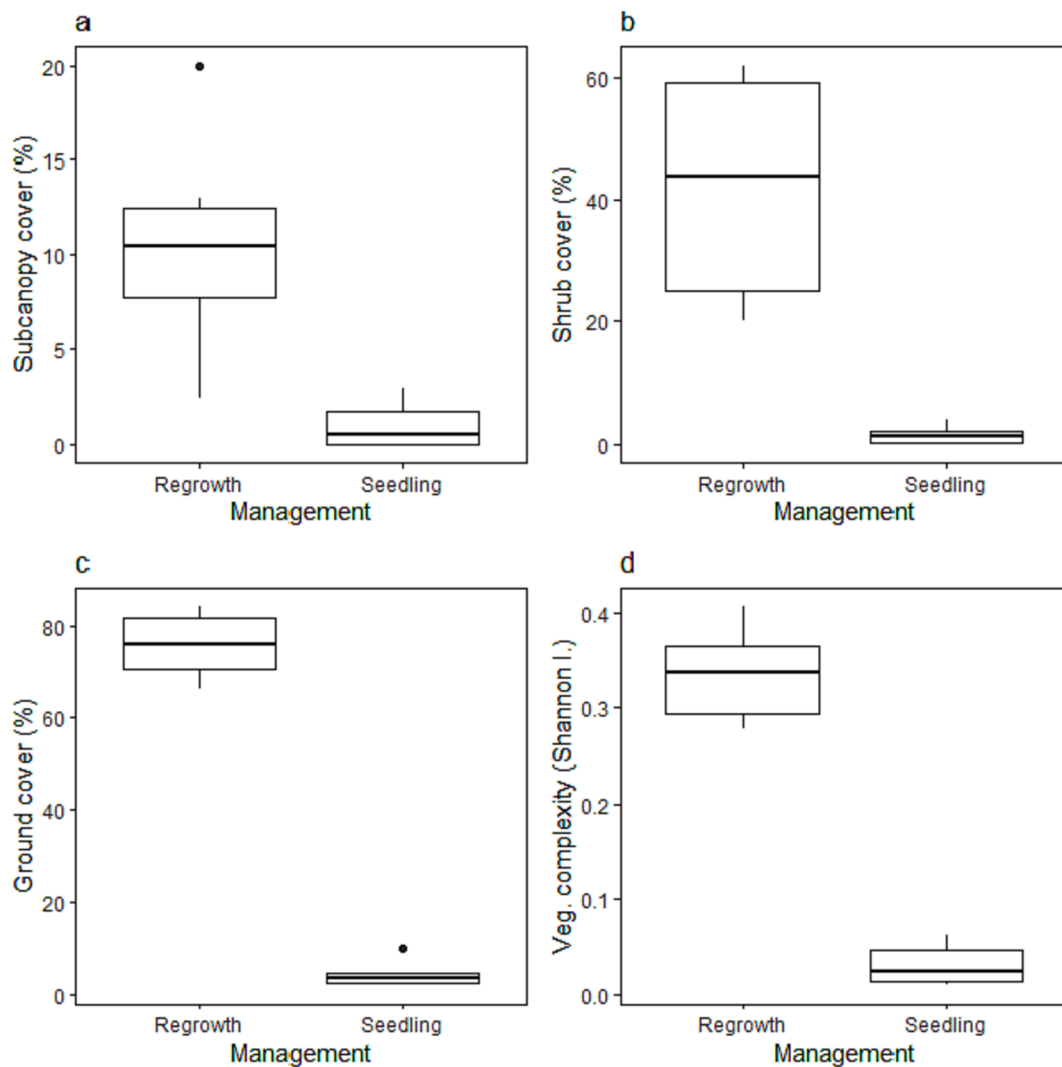 a
Subcanopy cover (%)
20
15
10
5
0
Regrowth Seedling
Management
b
Shrub cover (%)
60
40
20
0
Regrowth Seedling
Management
c
Ground cover (%)
80
60
40
20
0
Regrowth Seedling
Management
d
Veg. complexity (Shannon I.)
0.4
0.3
0.2
0.1
0.0
Regrowth Seedling
Management